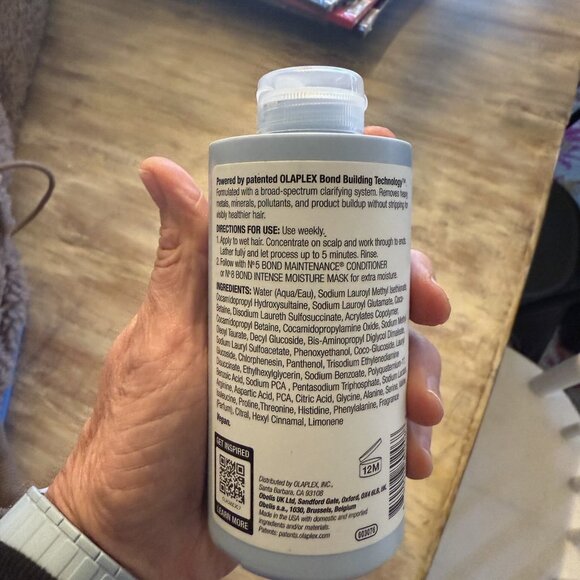 Powered by patented OLAPLEX Bond Building Technology™
Formulated with a broad-spectrum clarifying system. Removes heavy
metals, minerals, pollutants, and product buildup without stripping for
visibly healthier hair.
DIRECTIONS FOR USE: Use weekly.
1. Apply to wet hair. Concentrate on scalp and work through to ends.
Lather fully and let process up to 5 minutes. Rinse.
2. Follow with Nº5 BOND MAINTENANCE® CONDITIONER
or Nº8 BOND INTENSE MOISTURE MASK for extra moisture.
INGREDIENTS: Water (Aqua/Eau), Sodium Lauroyl Methyl Isethionate,
Cocamidopropyl Hydroxysultaine, Sodium Lauroyl Glutamate, Coco-
Betaine, Disodium Laureth Sulfosuccinate, Acrylates Copolymer,
Cocamidopropyl Betaine, Cocamidopropylamine Oxide, Sodium Methyl
Oleyl Taurate, Decyl Glucoside, Bis-Aminopropyl Diglycol Dimaleate,
Sodium Lauryl Sulfoacetate, Phenoxyethanol, Coco-Glucoside, Lauryl
Glucoside, Chlorphenesin, Panthenol, Trisodium Ethylenediamine
Disuccinate, Ethylhexylglycerin, Sodium Benzoate, Sodium Lactate,
Benzoic Acid, Sodium PCA , Pentasodium Triphosphate,
Arginine, Aspartic Acid, PCA, Citric Acid, Glycine, Alanine, Serine, Valine,
Isoleucine, Proline,Threonine, Histidine, Phenylalanine, Fragrance
(Parfum), Citral, Hexyl Cinnamal, Limonene
Vegan.
GET INSPIRED
LEARN MORE
12M
Distributed by OLAPLEX, INC.,
Santa Barbara, CA 93108
Obelis UK Ltd, Sandford Gate, Oxford, OX4 6LB, UK.
Obelis s.a., 1030, Brussels, Belgium
Made in the USA with domestic and imported
ingredients and/or materials.
Patents: patents.olaplex.com